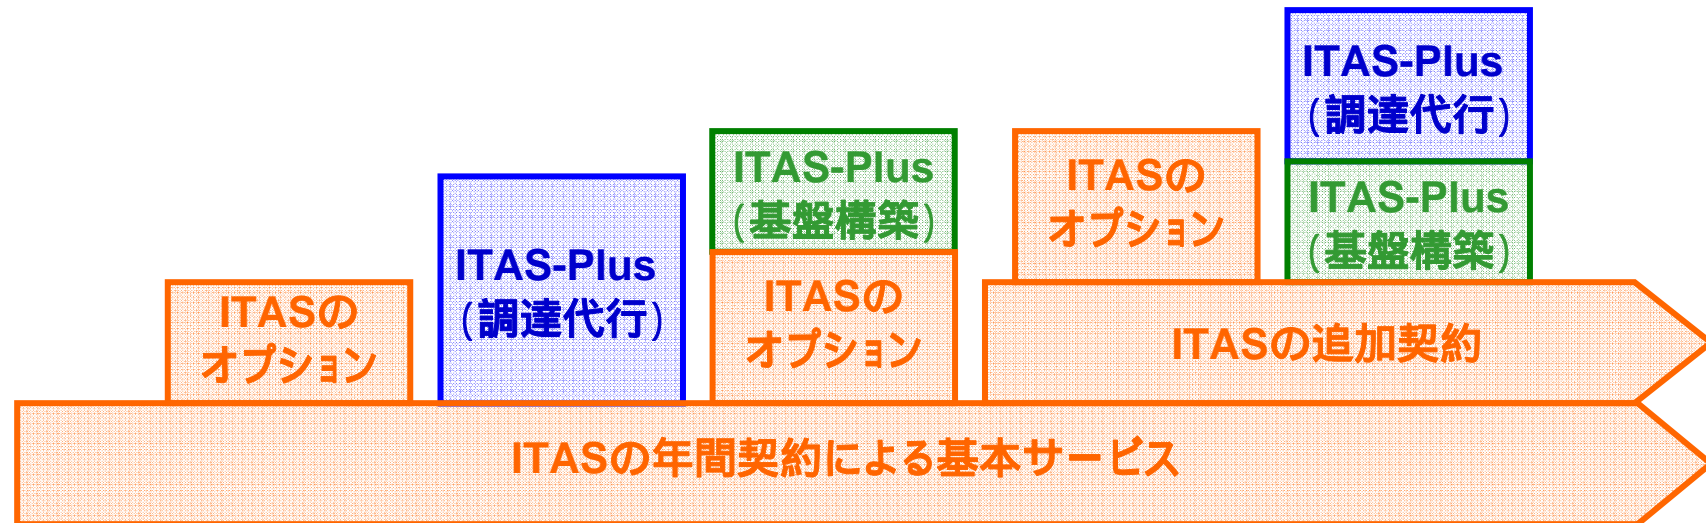 ITAS-Plus
（調達代行）
ITAS-Plus
（基盤構築）
ITASの
オプション
ITAS-Plus
（基盤構築）
ITAS-Plus
（調達代行）
ITASの
オプション
ITASの
オプション
ITASの追加契約
ITASの年間契約による基本サービス